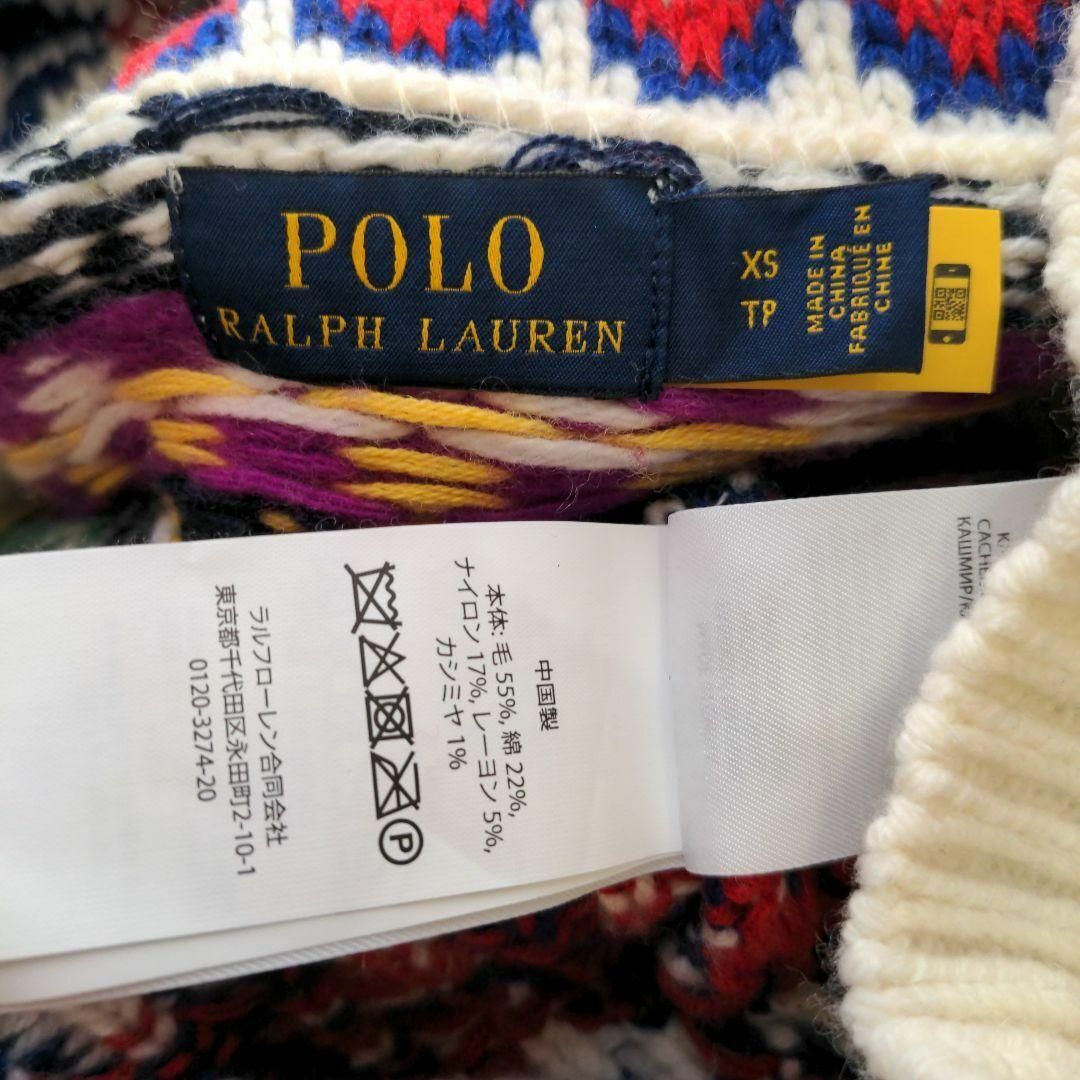 POLO
RALPH LAUREN
XS
TP
MADE IN
CHINA
FABRIQUÉ EN
CHINE
中国製
本体: 毛 55%, 綿 22%,
ナイロン 17%, レーヨン 5%,
カシミヤ 1%
P
ラルフローレン合同会社
東京都千代田区永田町2-10-1
0120-3274-20
КАШМИР